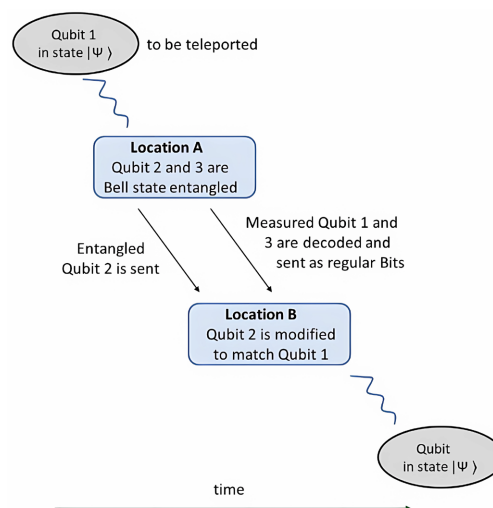 Qubit 1
in state |Ψ⟩
to be teleported
Location A
Qubit 2 and 3 are
Bell state entangled
Entangled
Qubit 2 is sent
Measured Qubit 1 and
3 are decoded and
sent as regular Bits
Location B
Qubit 2 is modified
to match Qubit 1
Qubit
in state |Ψ⟩
time